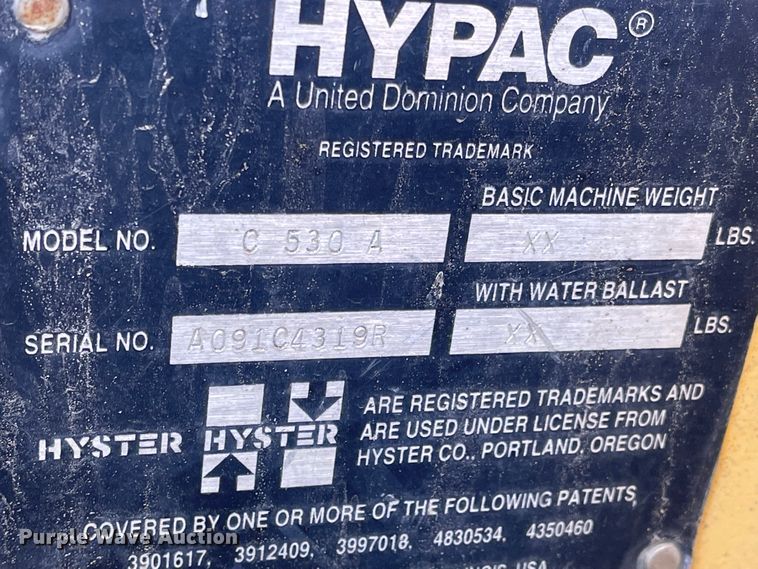 HYPAC®
A United Dominion Company
REGISTERED TRADEMARK
BASIC MACHINE WEIGHT
MODEL NO. C 530 A XX LBS.
WITH WATER BALLAST
SERIAL NO. A091C4319R XX LBS.
HYSTER HYSTER
ARE REGISTERED TRADEMARKS AND
ARE USED UNDER LICENSE FROM
HYSTER CO., PORTLAND, OREGON
COVERED BY ONE OR MORE OF THE FOLLOWING PATENTS
3901617, 3912409, 3997018, 4830534, 4350460
USA
Purple Wave Auction